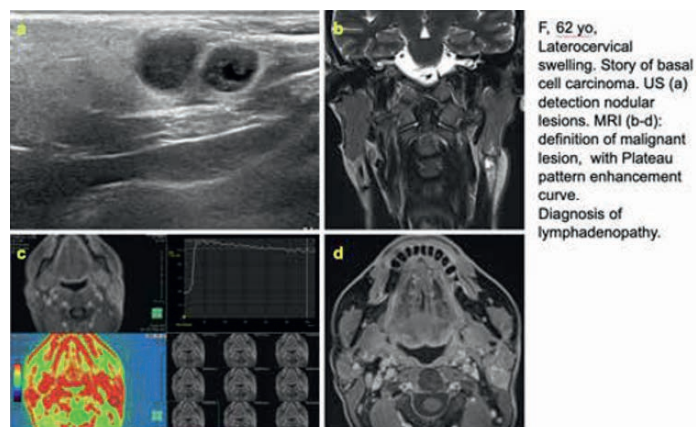 a
b
F, 62 yo,
Laterocervical
swelling. Story of basal
cell carcinoma. US (a)
detection nodular
lesions. MRI (b-d):
definition of malignant
lesion,  with Plateau
pattern enhancement
curve.
Diagnosis of
lymphadenopathy.
c
d